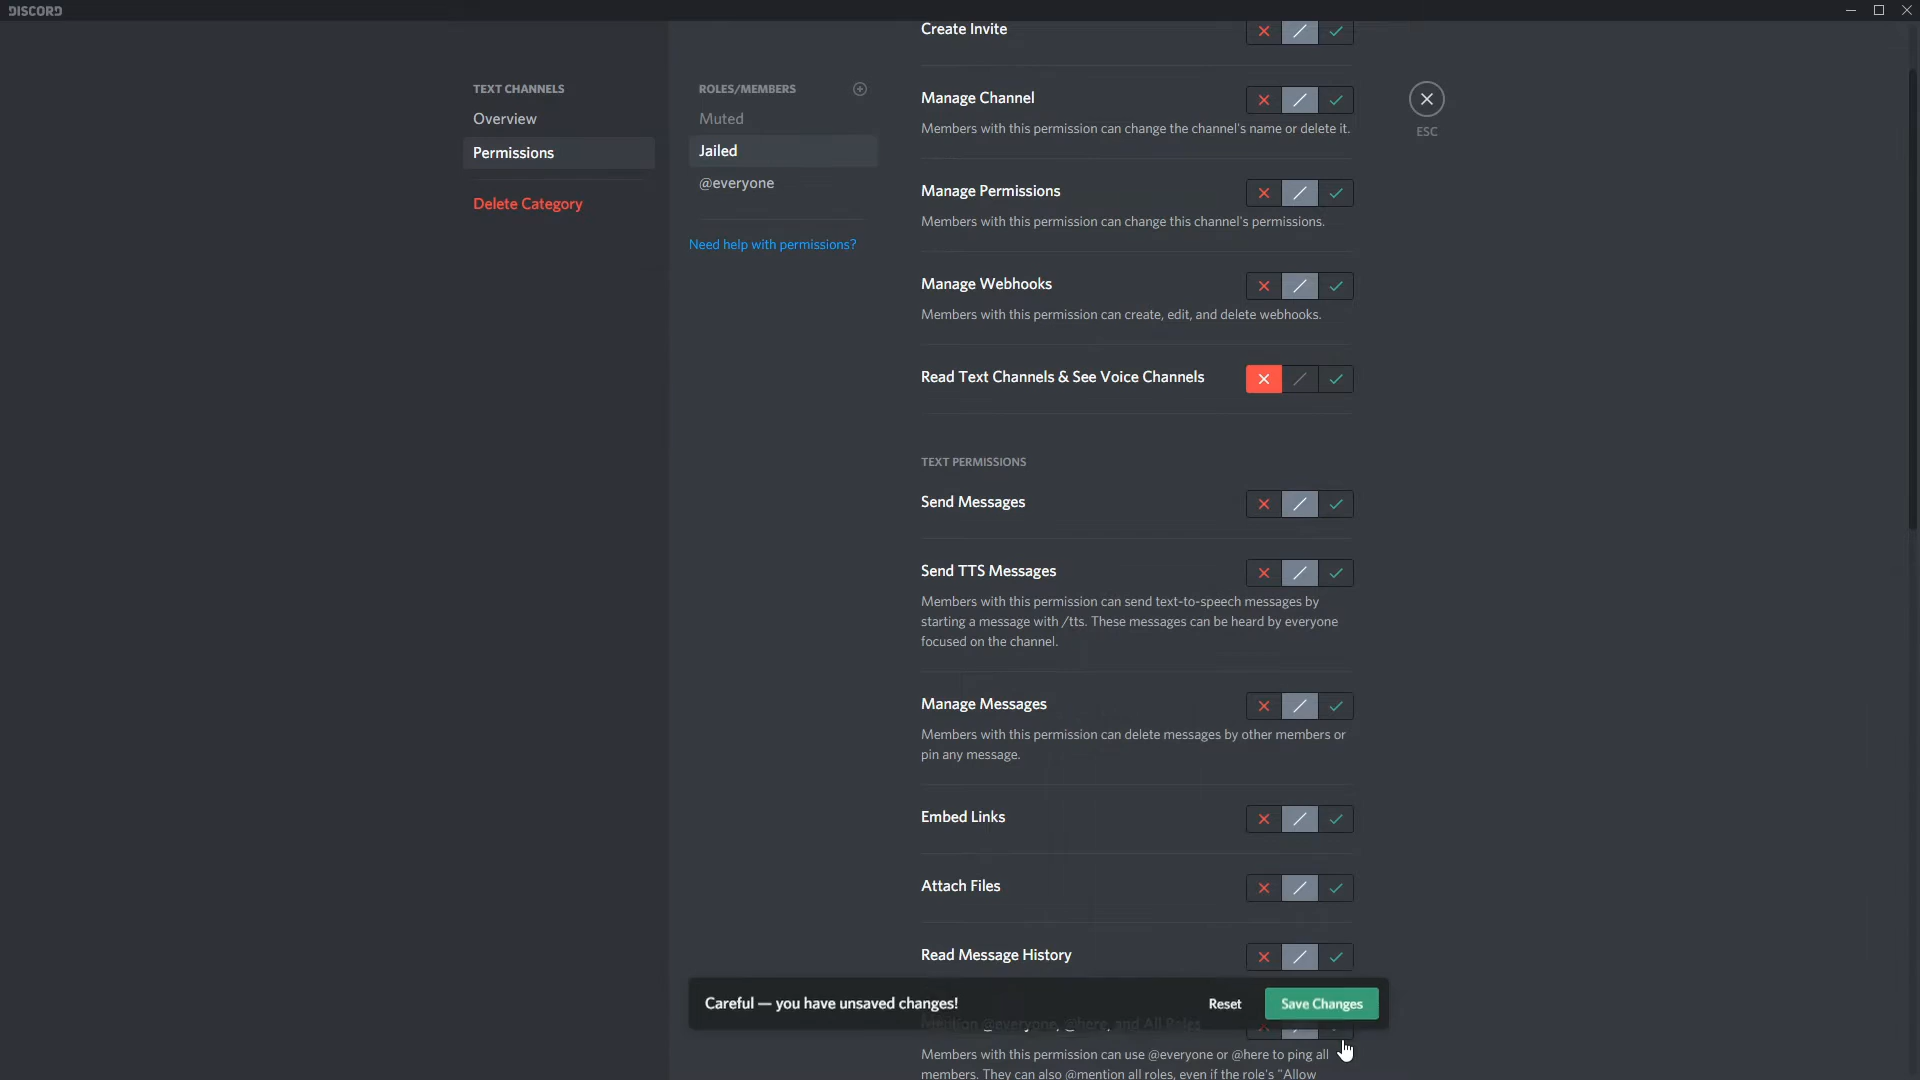 DISCORD
TEXT CHANNELS
Overview
Permissions
Delete Category
ROLES/MEMBERS
Muted
Jailed
@everyone
Need help with permissions?
Create Invite
Manage Channel
Members with this permission can change the channel's name or delete it.
Manage Permissions
Members with this permission can change this channel's permissions.
Manage Webhooks
Members with this permission can create, edit, and delete webhooks.
Read Text Channels & See Voice Channels
TEXT PERMISSIONS
Send Messages
Send TTS Messages
Members with this permission can send text-to-speech messages by
starting a message with /tts. These messages can be heard by everyone
focused on the channel.
Manage Messages
Members with this permission can delete messages by other members or
pin any message.
Embed Links
Attach Files
Read Message History
Careful — you have unsaved changes!
Reset
Save Changes
Mention @everyone, @here, and All Roles
Members with this permission can use @everyone or @here to ping all
members. They can also @mention all roles, even if the role's "Allow
ESC